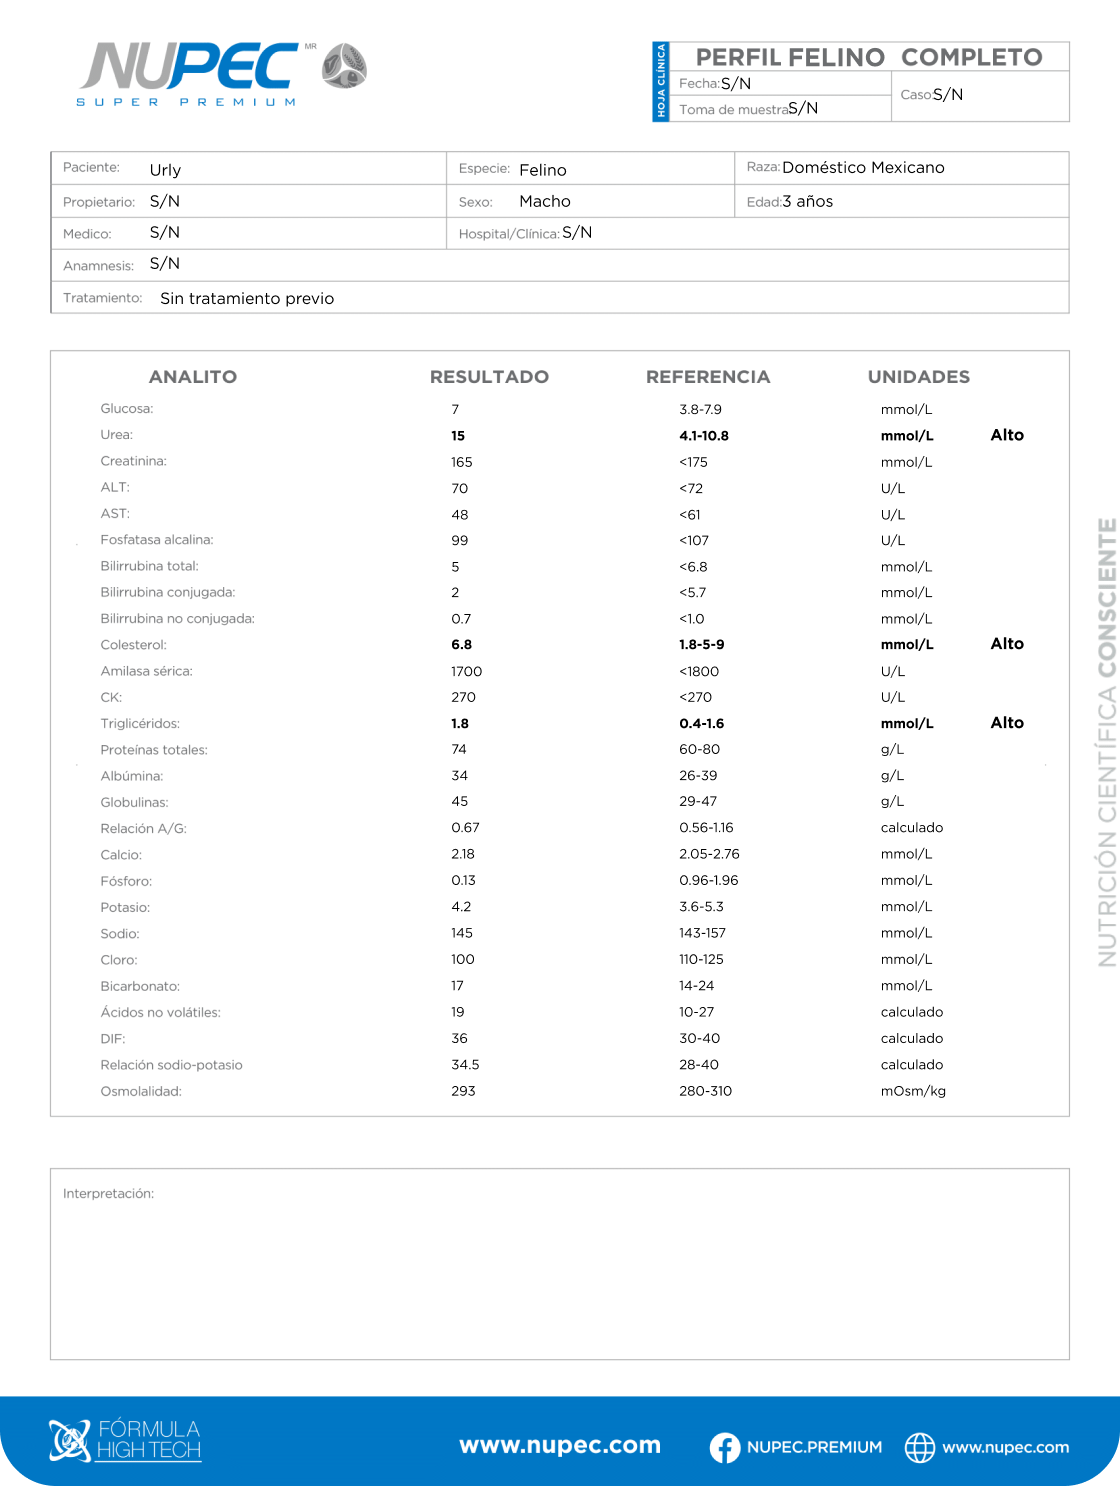 NUPEC MR
SUPER PREMIUM
HOJA CLÍNICA
PERFIL FELINO COMPLETO
Fecha: S/N
Toma de muestra: S/N
Caso: S/N
Paciente: Urly
Especie: Felino
Raza: Doméstico Mexicano
Propietario: S/N
Sexo: Macho
Edad: 3 años
Medico: S/N
Hospital/Clínica: S/N
Anamnesis: S/N
Tratamiento: Sin tratamiento previo
ANALITO RESULTADO REFERENCIA UNIDADES
Glucosa: 7 3.8-7.9 mmol/L
Urea: 15 4.1-10.8 mmol/L Alto
Creatinina: 165 <175 mmol/L
ALT: 70 <72 U/L
AST: 48 <61 U/L
Fosfatasa alcalina: 99 <107 U/L
Bilirrubina total: 5 <6.8 mmol/L
Bilirrubina conjugada: 2 <5.7 mmol/L
Bilirrubina no conjugada: 0.7 <1.0 mmol/L
Colesterol: 6.8 1.8-5-9 mmol/L Alto
Amilasa sérica: 1700 <1800 U/L
CK: 270 <270 U/L
Triglicéridos: 1.8 0.4-1.6 mmol/L Alto
Proteínas totales: 74 60-80 g/L
Albúmina: 34 26-39 g/L
Globulinas: 45 29-47 g/L
Relación A/G: 0.67 0.56-1.16 calculado
Calcio: 2.18 2.05-2.76 mmol/L
Fósforo: 0.13 0.96-1.96 mmol/L
Potasio: 4.2 3.6-5.3 mmol/L
Sodio: 145 143-157 mmol/L
Cloro: 100 110-125 mmol/L
Bicarbonato: 17 14-24 mmol/L
Ácidos no volátiles: 19 10-27 calculado
DIF: 36 30-40 calculado
Relación sodio-potasio 34.5 28-40 calculado
Osmolalidad: 293 280-310 mOsm/kg
NUTRICIÓN CIENTÍFICA CONSCIENTE
Interpretación:
FÓRMULA
HIGH TECH
www.nupec.com
NUPEC.PREMIUM
www.nupec.com